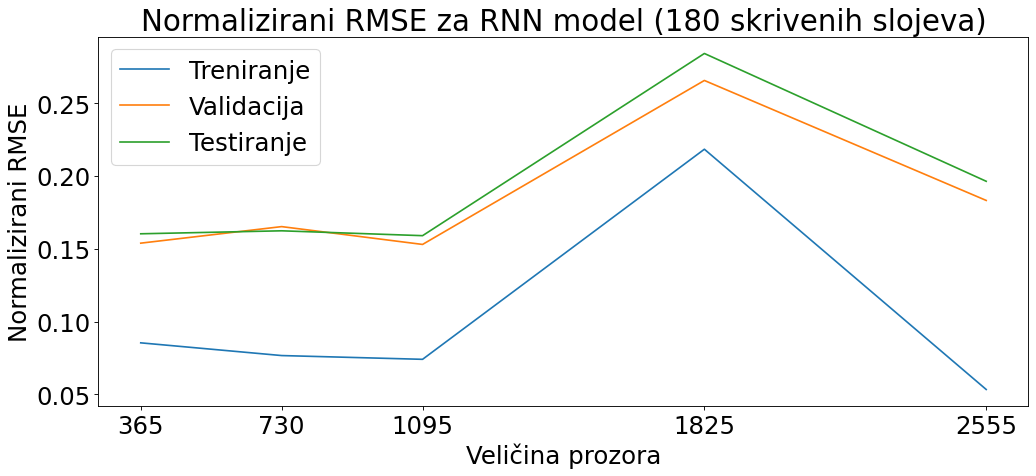 Normalizirani RMSE za RNN model (180 skrivenih slojeva)
Treniranje
Validacija
Testiranje
Normalizirani RMSE
0.25
0.20
0.15
0.10
0.05
365 730 1095 1825 2555
Veličina prozora